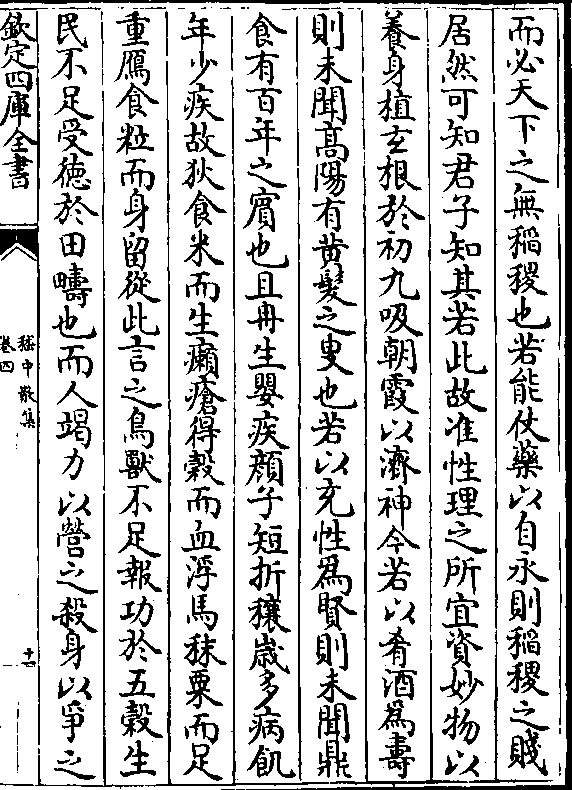 而必天下之無稻稷也若能仗藥以自永則稻稷之賤
居然可知君子知其若此故准性理之所宜資妙物以
養身植玄根於初九吸朝霞以濟神今若以肴酒為壽
則未聞髙陽有黄髮之叟也若以充性為賢則未聞鼎
食有百年之賔也且冉生嬰疾顔子短折穰歲多病飢
年少疾故狄食米而生癩瘡得榖而血浮馬秣粟而足
重鴈食粒而身留從此言之鳥獸不足報功於五榖生
民不足受徳於田疇也而人竭力以營之殺身以爭之
欽定四庫全書
嵇中散集
卷四
十一